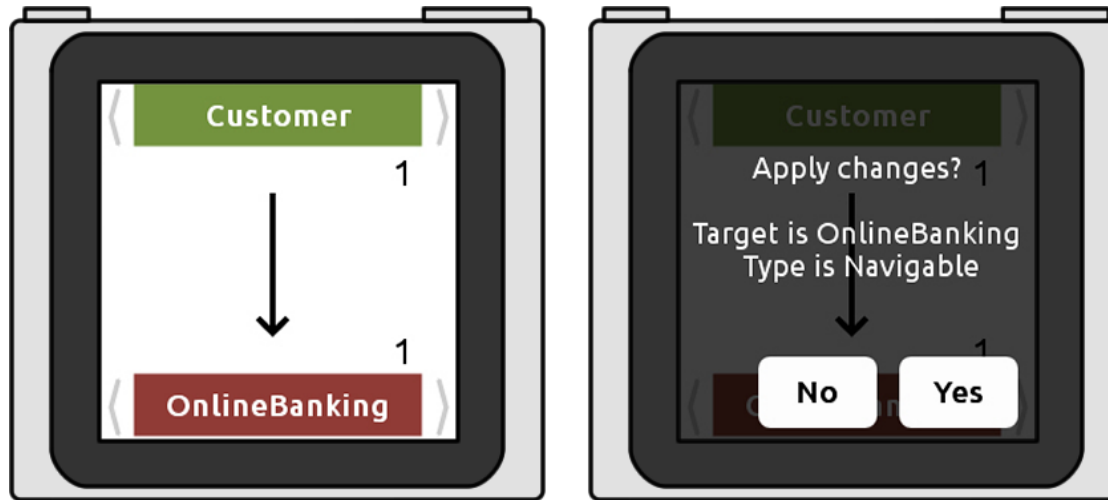 Customer
1
1
OnlineBanking
Customer
Apply changes?
1
Target is OnlineBanking
Type is Navigable
1
No
Yes